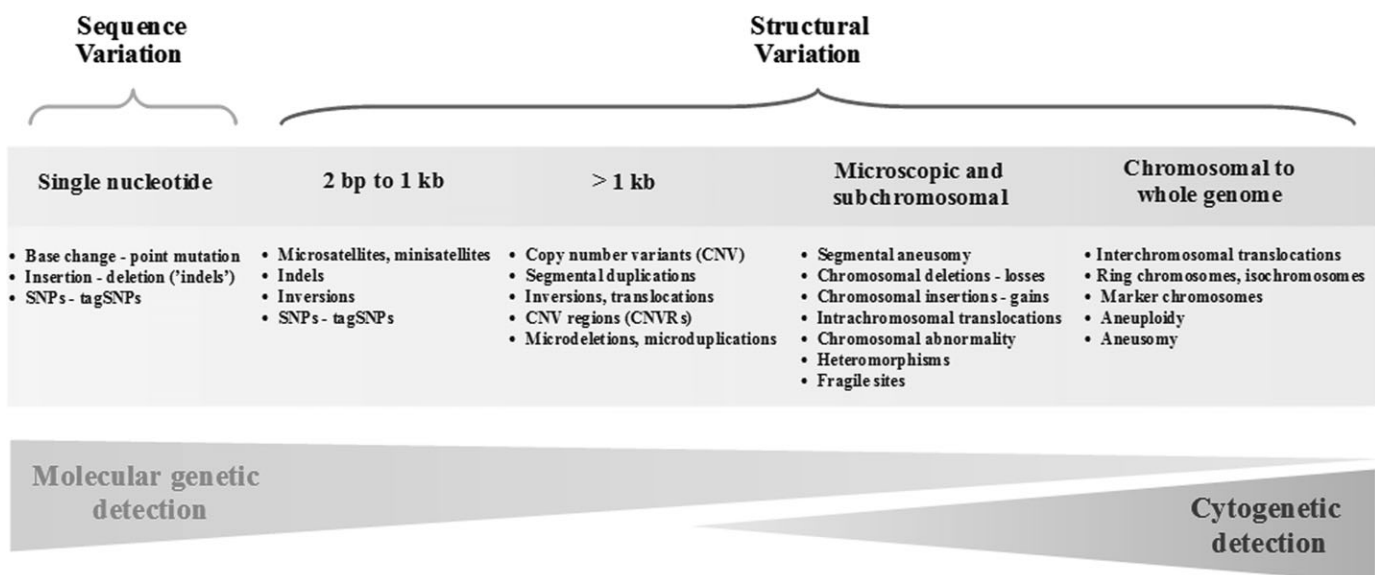 Sequence
Variation
Structural
Variation
Single nucleotide
2 bp to 1 kb
> 1 kb
Microscopic and
subchromosomal
Chromosomal to
whole genome
• Base change - point mutation
• Insertion - deletion ('indels')
• SNPs - tagSNPs
• Microsatellites, minisatellites
• Indels
• Inversions
• SNPs - tagSNPs
• Copy number variants (CNV)
• Segmental duplications
• Inversions, translocations
• CNV regions (CNVRs)
• Microdeletions, microduplications
• Segmental aneusomy
• Chromosomal deletions - losses
• Chromosomal insertions - gains
• Intrachromosomal translocations
• Chromosomal abnormality
• Heteromorphisms
• Fragile sites
• Interchromosomal translocations
• Ring chromosomes, isochromosomes
• Marker chromosomes
• Aneuploidy
• Aneusomy
Molecular genetic
detection
Cytogenetic
detection